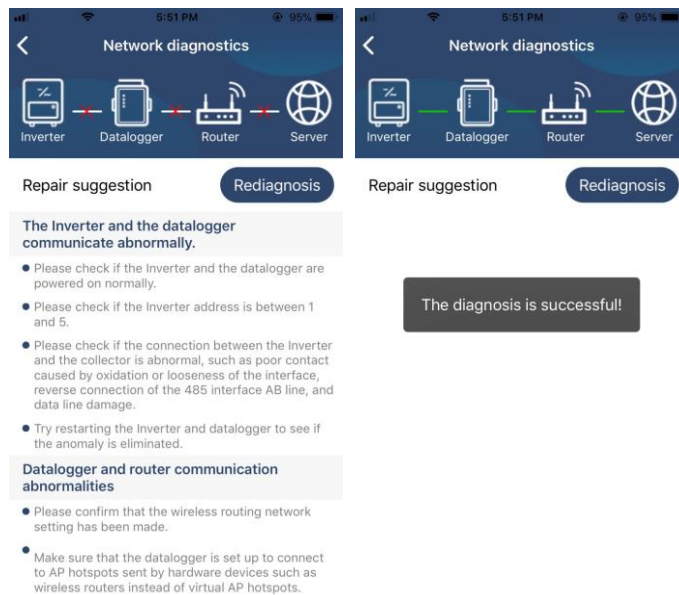 5:51 PM
95%
Network diagnostics
Inverter
Datalogger
Router
Server
Repair suggestion
Rediagnosis
The Inverter and the datalogger
communicate abnormally.
Please check if the Inverter and the datalogger are
powered on normally.
Please check if the Inverter address is between 1
and 5.
Please check if the connection between the Inverter
and the collector is abnormal, such as poor contact
caused by oxidation or looseness of the interface,
reverse connection of the 485 interface AB line, and
data line damage.
Try restarting the Inverter and datalogger to see if
the anomaly is eliminated.
Datalogger and router communication
abnormalities
Please confirm that the wireless routing network
setting has been made.
Make sure that the datalogger is set up to connect
to AP hotspots sent by hardware devices such as
wireless routers instead of virtual AP hotspots.
5:51 PM
95%
Network diagnostics
Inverter
Datalogger
Router
Server
Repair suggestion
Rediagnosis
The diagnosis is successful!